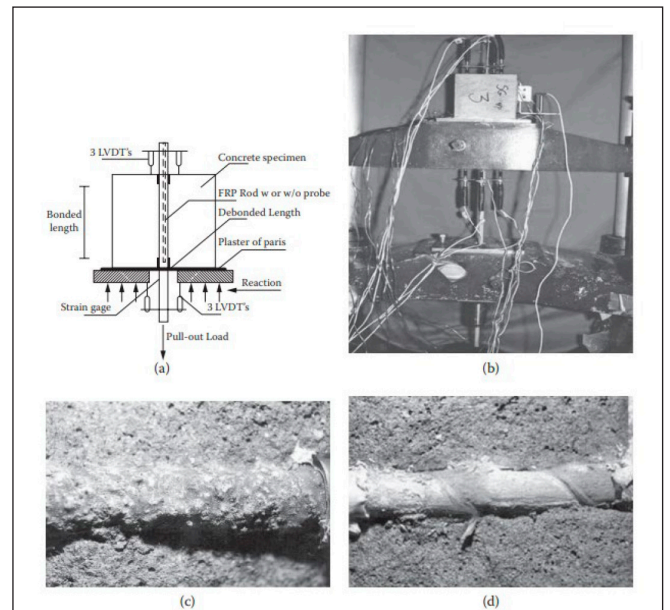 3 LVDT's
Concrete specimen
FRP Rod w or w/o probe
Bonded
length
Debonded Length
Plaster of paris
Reaction
Strain gage
3 LVDT's
Pull-out Load
(a)
3
(b)
(c)
(d)